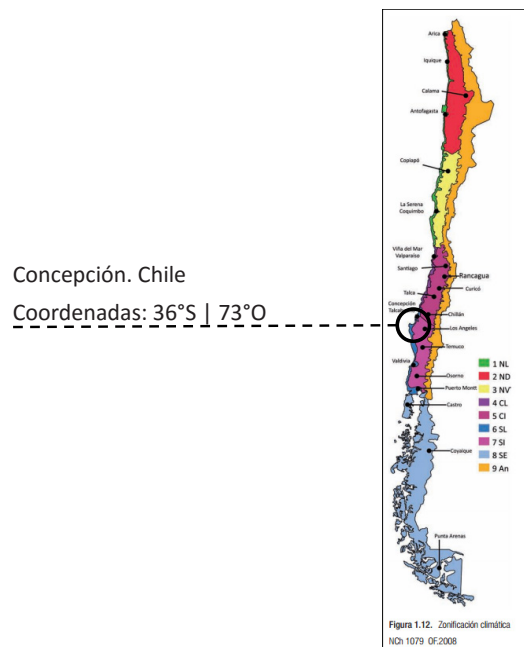 Arica
Iquique
Calama
Antofagasta
Copiapó
La Serena
Coquimbo
Viña del Mar
Valparaíso
Santiago
Rancagua
Curicó
Talca
Concepción. Chile
Coordenadas: 36°S | 73°O
Concepción
Chillán
Los Angeles
Temuco
Valdivia
Osorno
Puerto Montt
Castro
Coyaique
Punta Arenas
1 NL
2 ND
3 NV
4 CL
5 CI
6 SL
7 SI
8 SE
9 An
Figura 1.12. Zonificación climática
NCh 1079 OF.2008